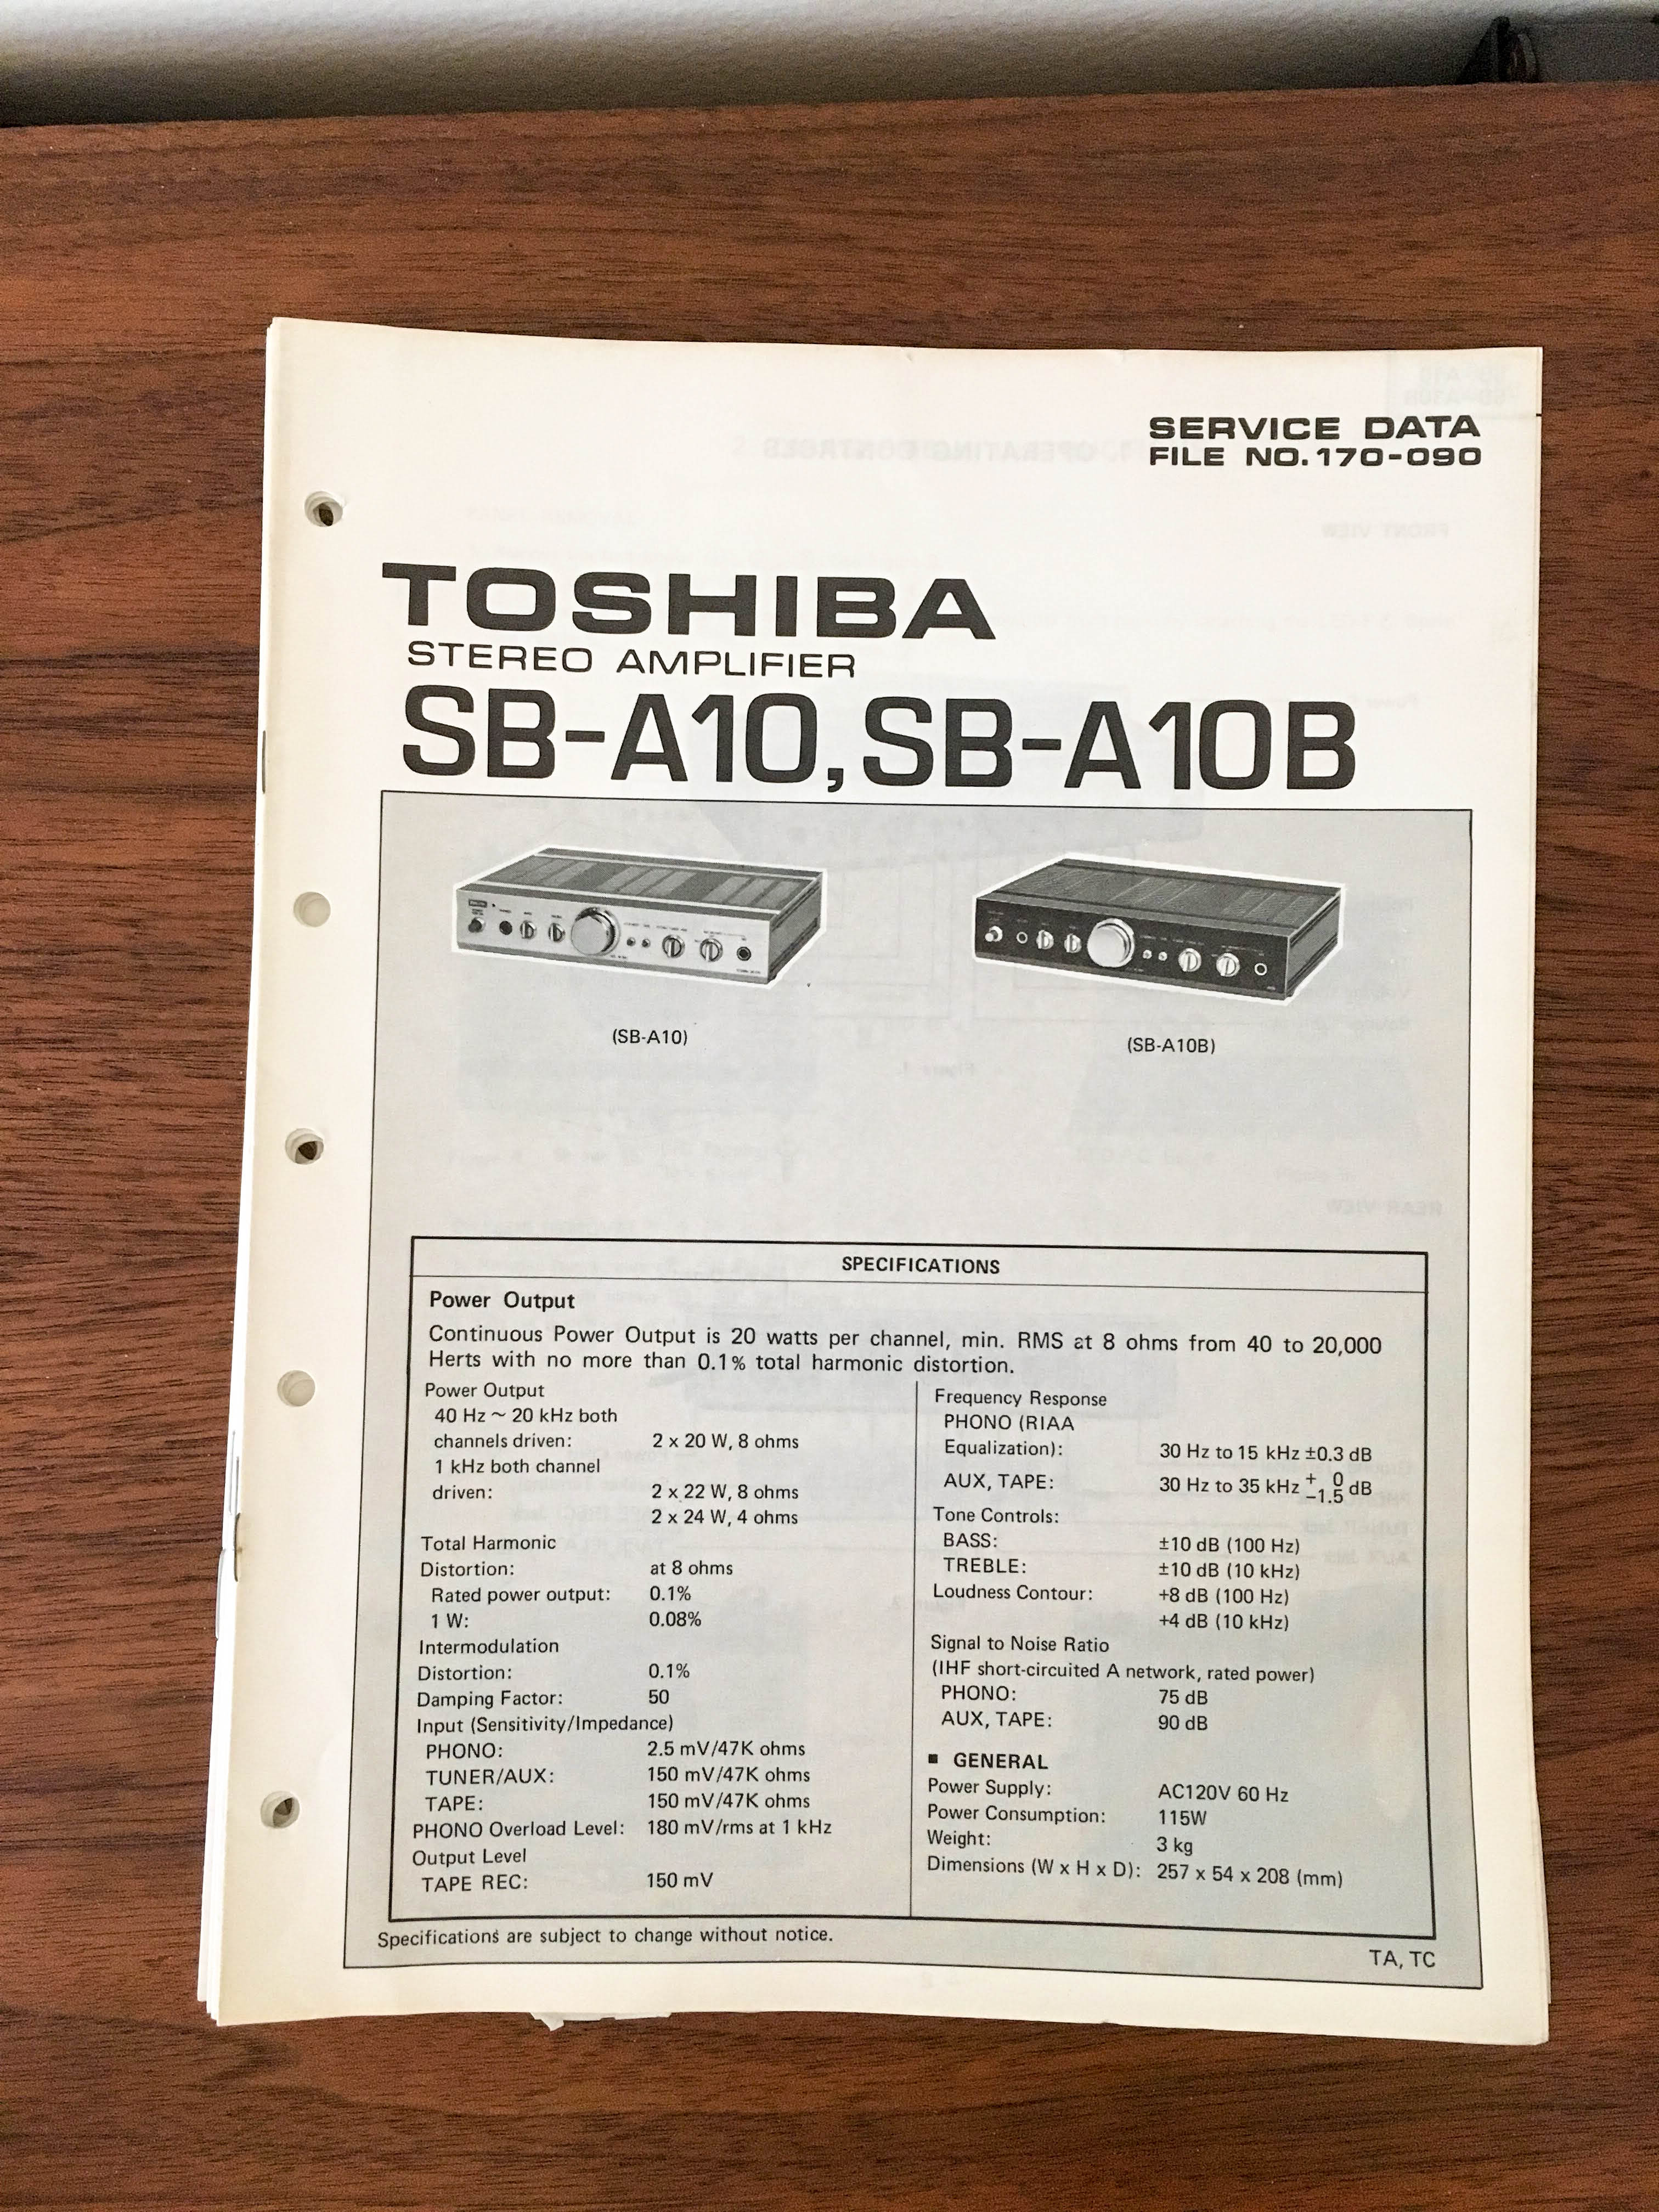 SERVICE DATA
FILE NO. 170-090
TOSHIBA
STEREO AMPLIFIER
SB-A10, SB-A10B
(SB-A10)
(SB-A10B)
SPECIFICATIONS
Power Output
Continuous Power Output is 20 watts per channel, min. RMS at 8 ohms from 40 to 20,000
Herts with no more than 0.1% total harmonic distortion.
Power Output
40 Hz ~ 20 kHz both
channels driven: 2 x 20 W, 8 ohms
1 kHz both channel
driven: 2 x 22 W, 8 ohms
2 x 24 W, 4 ohms
Total Harmonic
Distortion: at 8 ohms
Rated power output: 0.1%
1 W: 0.08%
Intermodulation
Distortion: 0.1%
Damping Factor: 50
Input (Sensitivity/Impedance)
PHONO: 2.5 mV/47K ohms
TUNER/AUX: 150 mV/47K ohms
TAPE: 150 mV/47K ohms
PHONO Overload Level: 180 mV/rms at 1 kHz
Output Level
TAPE REC: 150 mV
Frequency Response
PHONO (RIAA
Equalization): 30 Hz to 15 kHz ±0.3 dB
AUX, TAPE: 30 Hz to 35 kHz + 0 −1.5 dB
Tone Controls:
BASS: ±10 dB (100 Hz)
TREBLE: ±10 dB (10 kHz)
Loudness Contour: +8 dB (100 Hz)
+4 dB (10 kHz)
Signal to Noise Ratio
(IHF short-circuited A network, rated power)
PHONO: 75 dB
AUX, TAPE: 90 dB
■ GENERAL
Power Supply: AC120V 60 Hz
Power Consumption: 115W
Weight: 3 kg
Dimensions (W x H x D): 257 x 54 x 208 (mm)
Specifications are subject to change without notice.
TA, TC